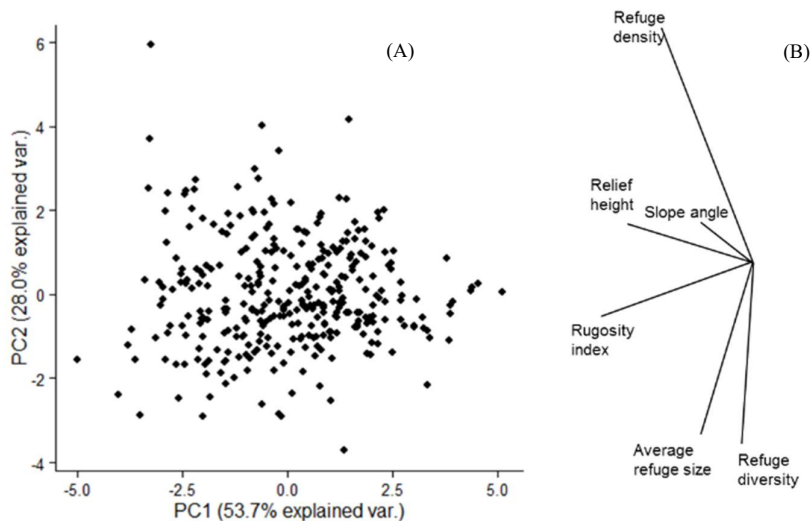 (A)
6
4
2
0
-2
-4
PC2 (28.0% explained var.)
-5.0 -2.5 0.0 2.5 5.0
PC1 (53.7% explained var.)
(B)
Refuge
density
Relief
height
Slope angle
Rugosity
index
Average
refuge size
Refuge
diversity